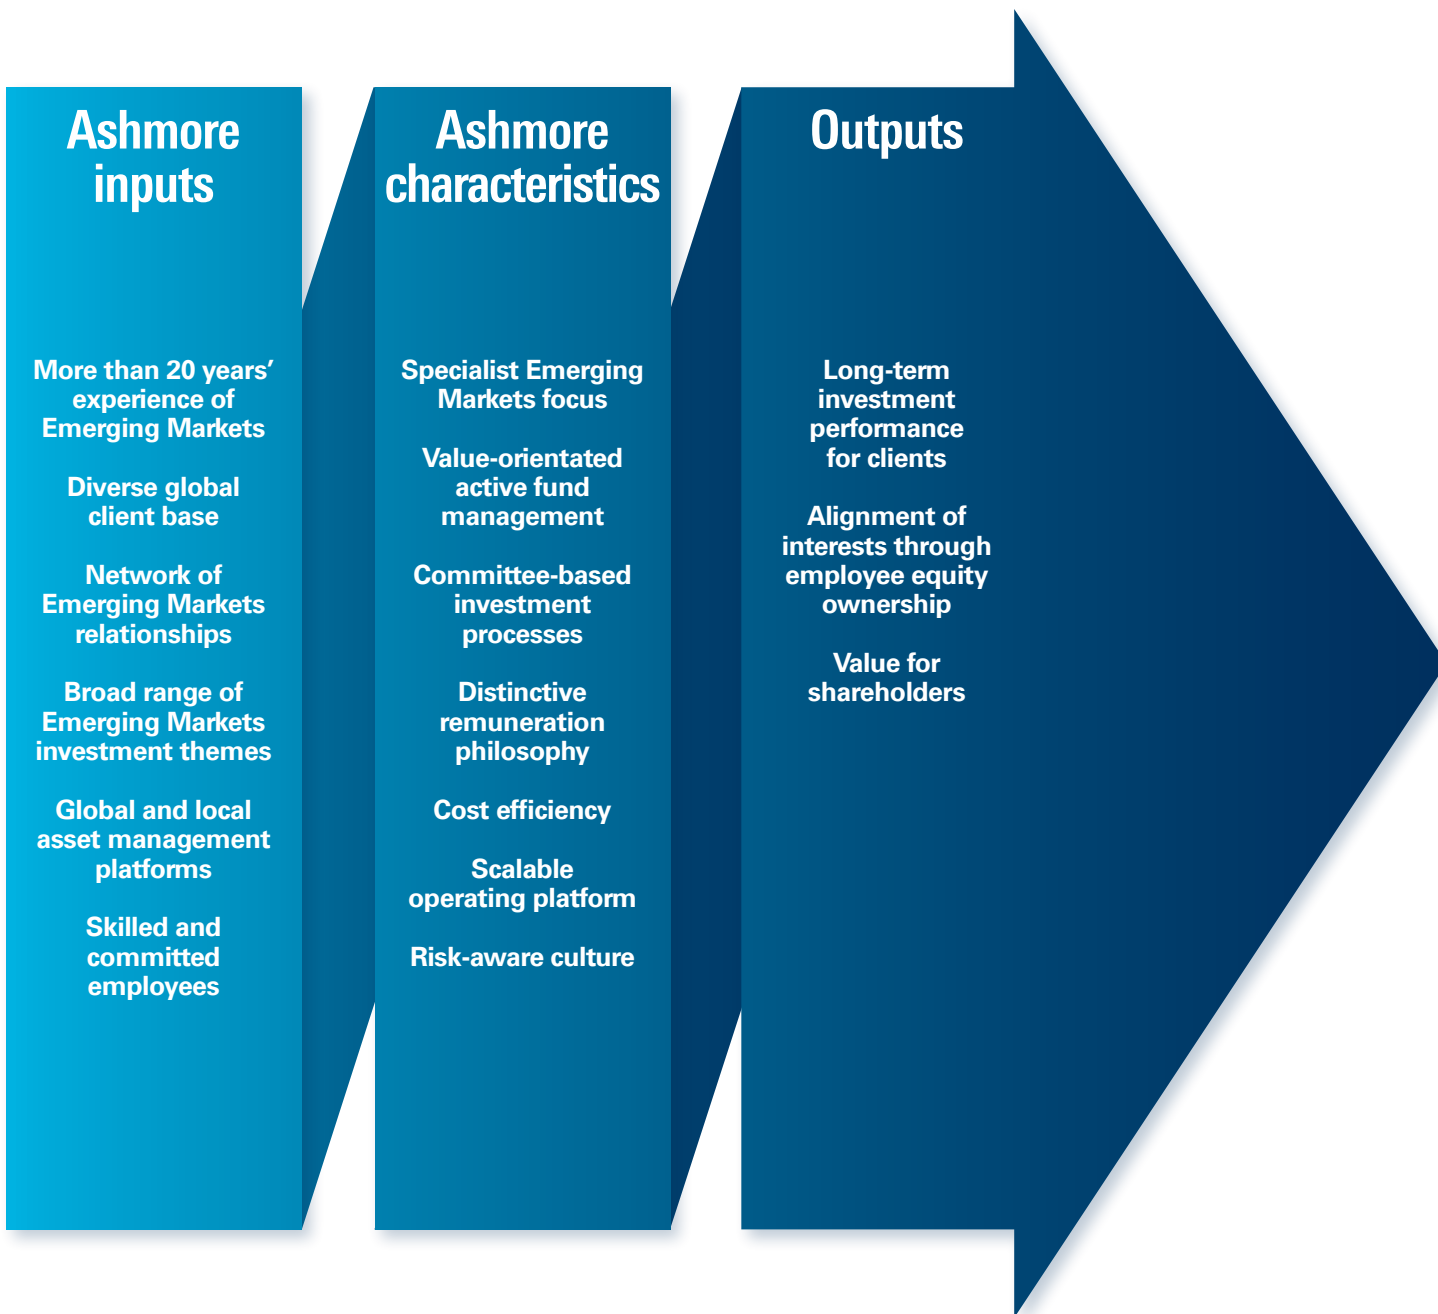 Ashmore
inputs
More than 20 years’
experience of
Emerging Markets
Diverse global
client base
Network of
Emerging Markets
relationships
Broad range of
Emerging Markets
investment themes
Global and local
asset management
platforms
Skilled and
committed
employees
Ashmore
characteristics
Specialist Emerging
Markets focus
Value-orientated
active fund
management
Committee-based
investment
processes
Distinctive
remuneration
philosophy
Cost efficiency
Scalable
operating platform
Risk-aware culture
Outputs
Long-term
investment
performance
for clients
Alignment of
interests through
employee equity
ownership
Value for
shareholders